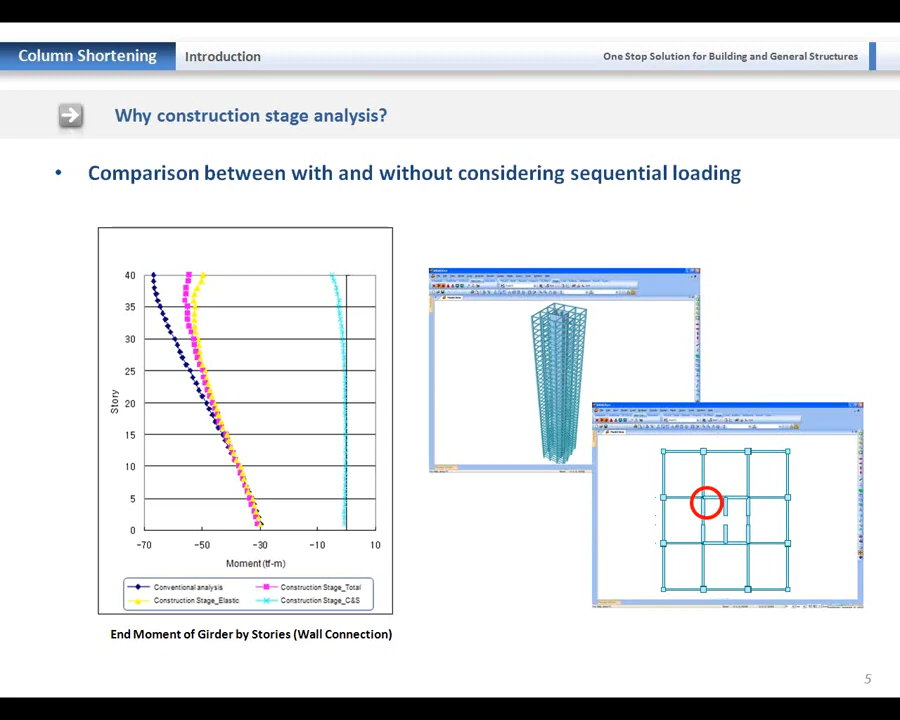 Column Shortening
Introduction
One Stop Solution for Building and General Structures
Why construction stage analysis?
• Comparison between with and without considering sequential loading
40
35
30
25
20
15
10
5
0
Story
−70 −50 −30 −10 10
Moment (tf-m)
Conventional analysis Construction Stage_Total
Construction Stage_Elastic Construction Stage_C&S
End Moment of Girder by Stories (Wall Connection)
5